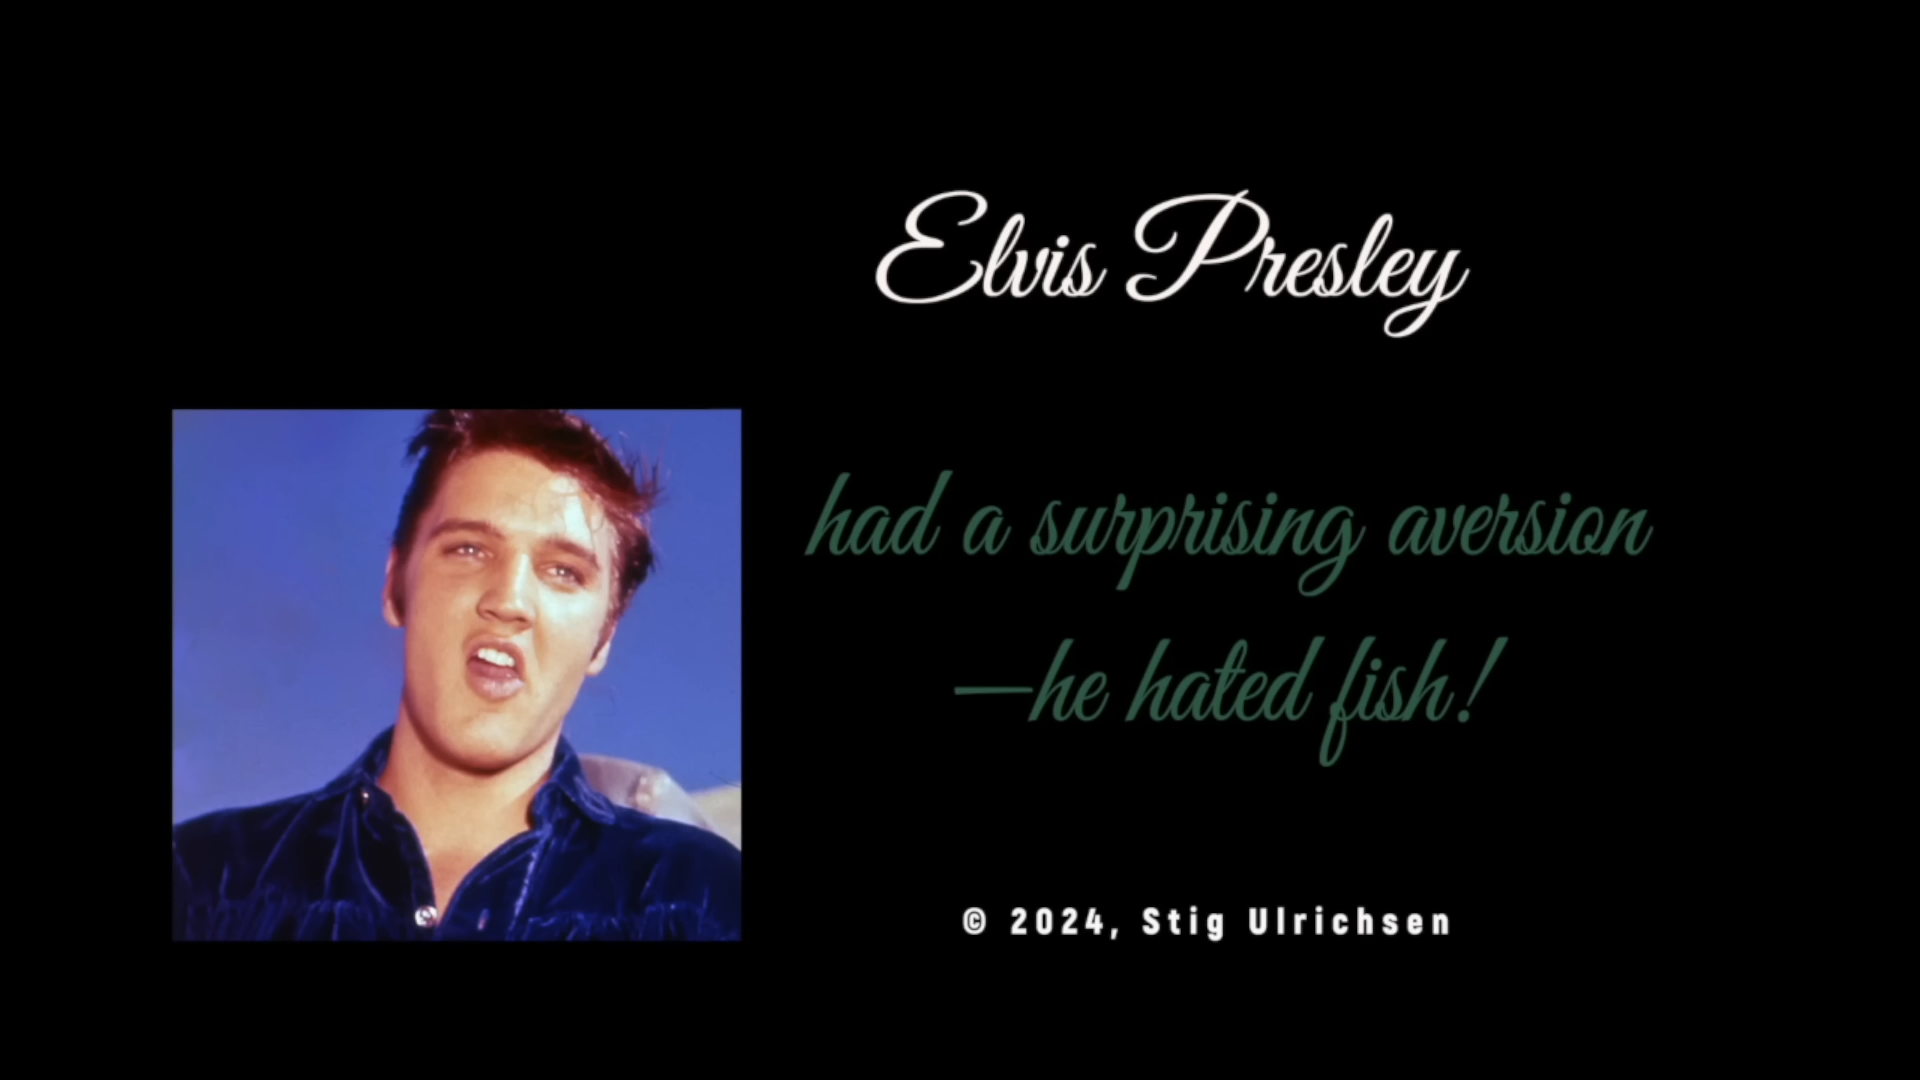 Elvis Presley
had a surprising aversion
—he hated fish!
© 2024, Stig Ulrichsen